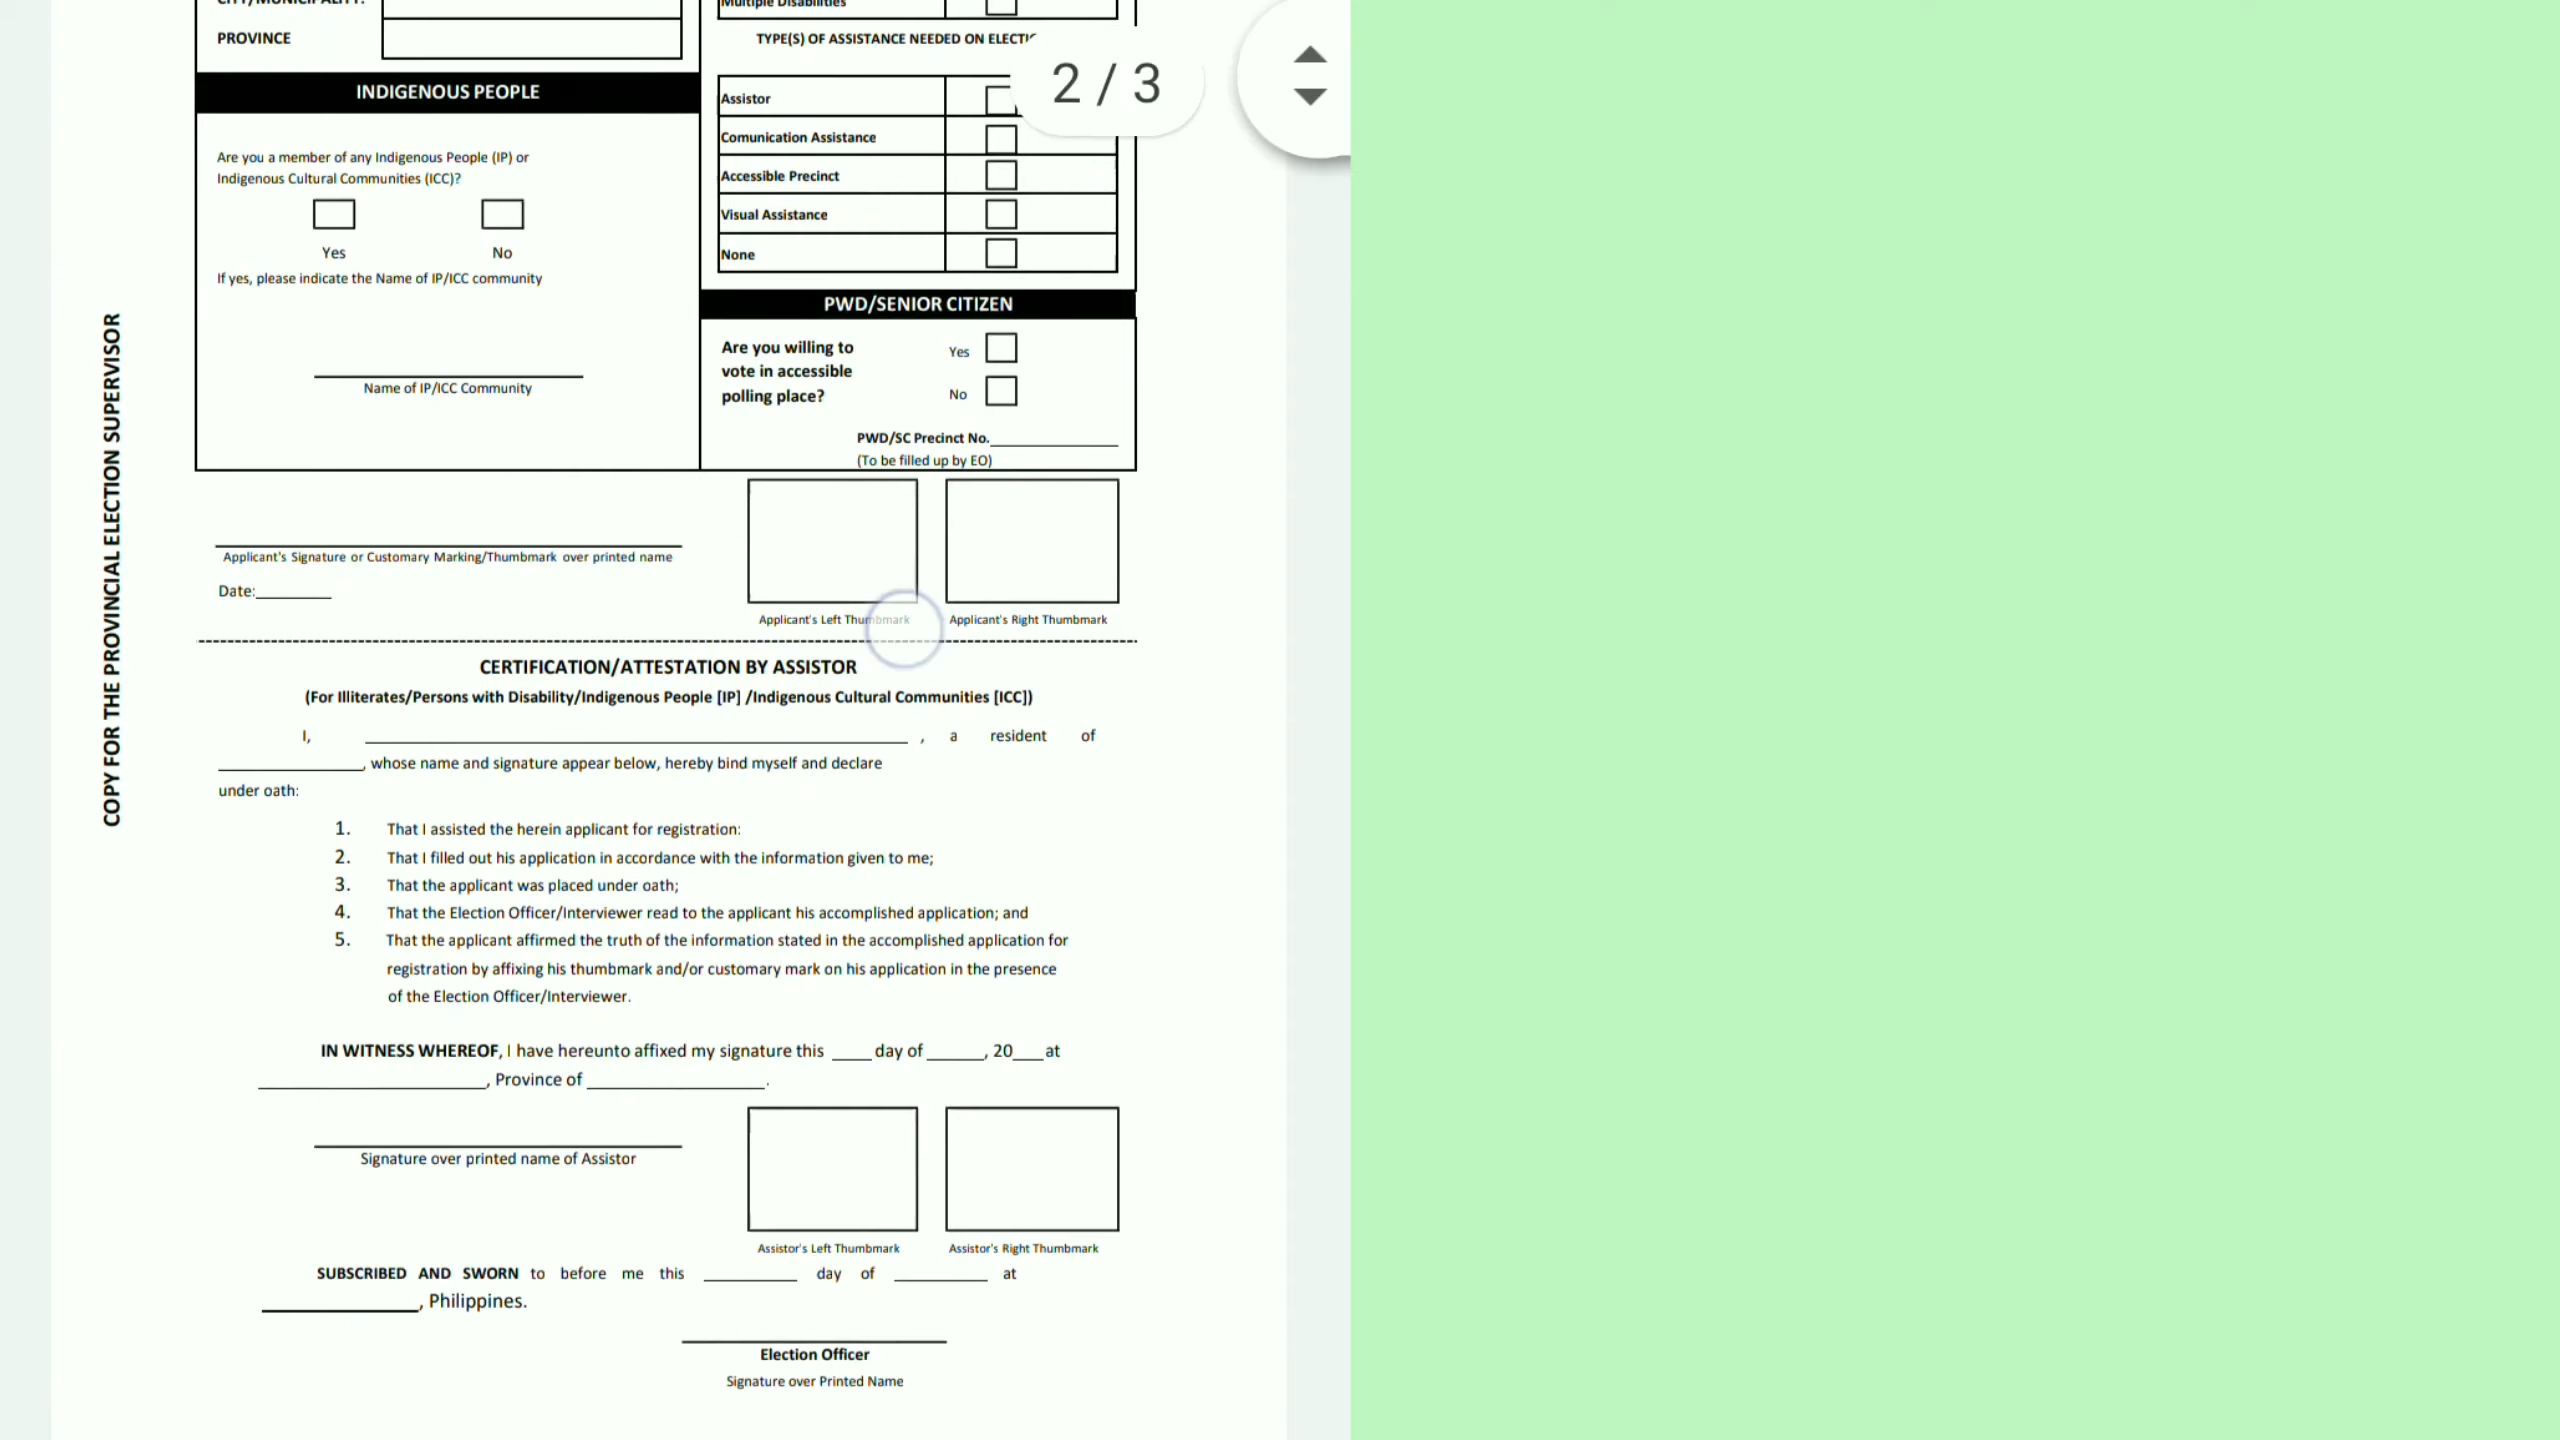 CITY/MUNICIPALITY:
PROVINCE
INDIGENOUS PEOPLE
Are you a member of any Indigenous People (IP) or
Indigenous Cultural Communities (ICC)?
Yes No
If yes, please indicate the Name of IP/ICC community
Name of IP/ICC Community
Multiple Disabilities
TYPE(S) OF ASSISTANCE NEEDED ON
Assistor
Comunication Assistance
Accessible Precinct
Visual Assistance
None
PWD/SENIOR CITIZEN
Are you willing to
vote in accessible
polling place?
Yes
No
PWD/SC Precinct No.
(To be filled up by EO)
2 / 3
COPY FOR THE PROVINCIAL ELECTION SUPERVISOR
Applicant's Signature or Customary Marking/Thumbmark over printed name
Date:
Applicant's Left Thumbmark Applicant's Right Thumbmark
CERTIFICATION/ATTESTATION BY ASSISTOR
(For Illiterates/Persons with Disability/Indigenous People [IP] /Indigenous Cultural Communities [ICC])
I, , a resident of
, whose name and signature appear below, hereby bind myself and declare
under oath:
1. That I assisted the herein applicant for registration:
2. That I filled out his application in accordance with the information given to me;
3. That the applicant was placed under oath;
4. That the Election Officer/Interviewer read to the applicant his accomplished application; and
5. That the applicant affirmed the truth of the information stated in the accomplished application for
registration by affixing his thumbmark and/or customary mark on his application in the presence
of the Election Officer/Interviewer.
IN WITNESS WHEREOF, I have hereunto affixed my signature this ____ day of ______, 20___ at
, Province of .
Signature over printed name of Assistor
Assistor's Left Thumbmark Assistor's Right Thumbmark
SUBSCRIBED AND SWORN to before me this day of at
, Philippines.
Election Officer
Signature over Printed Name